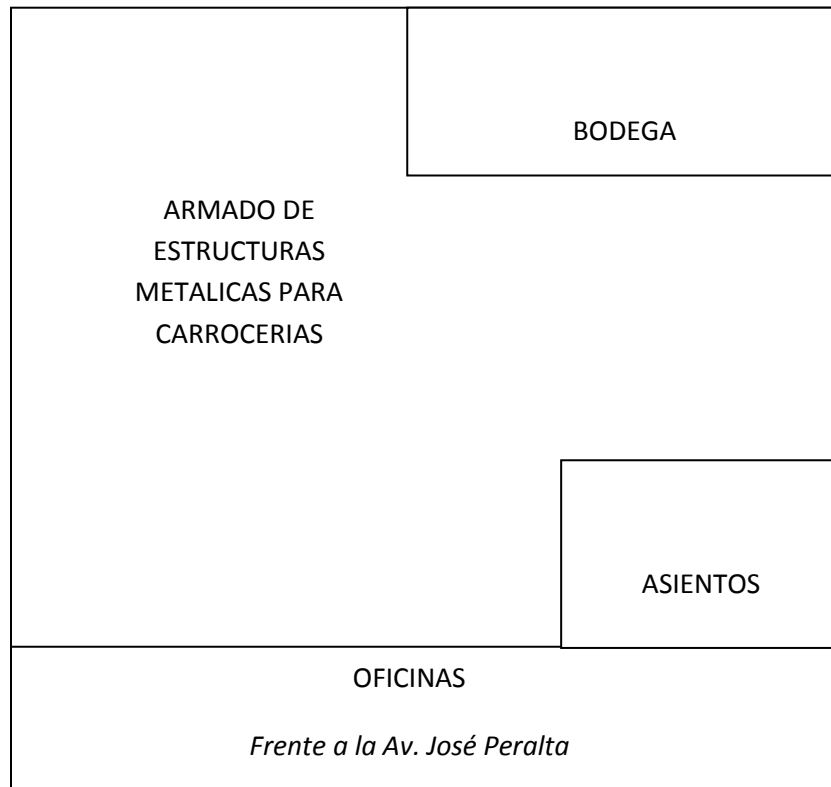 BODEGA
ARMADO DE
ESTRUCTURAS
METALICAS PARA
CARROCERIAS
ASIENTOS
OFICINAS
Frente a la Av. José Peralta